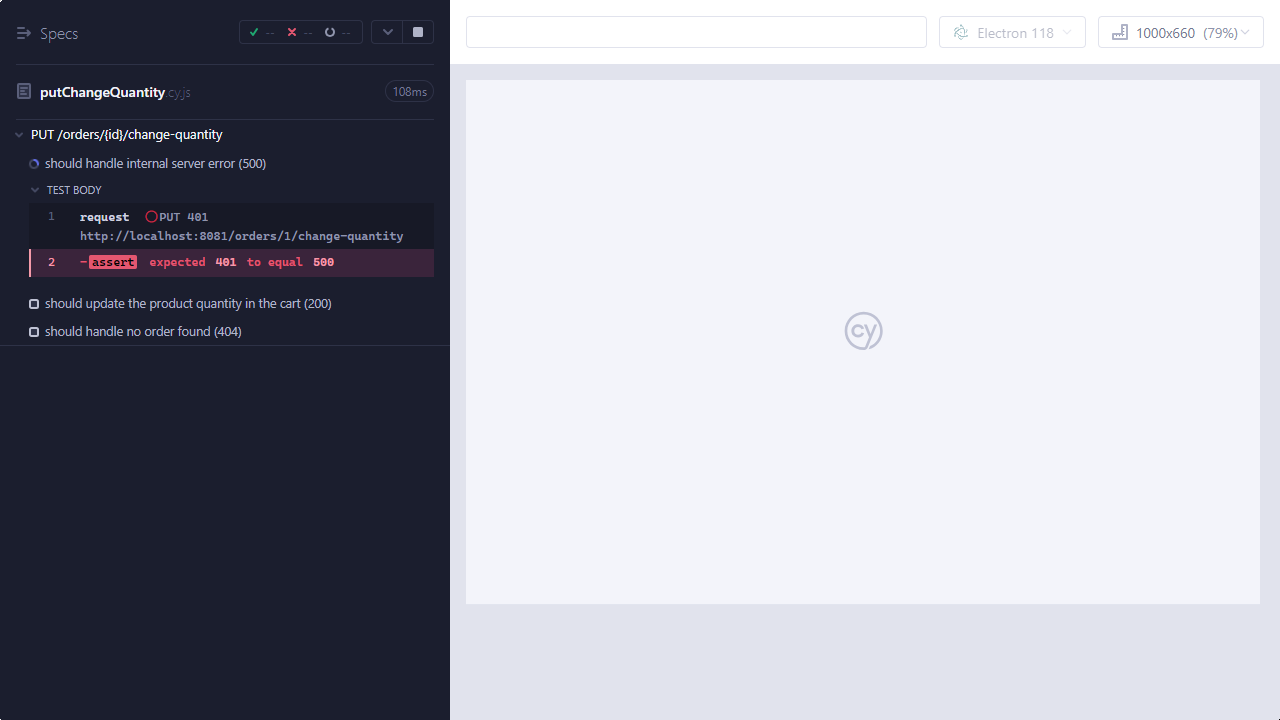 Specs
-- -- --
putChangeQuantity.cy.js
108ms
PUT /orders/{id}/change-quantity
should handle internal server error (500)
TEST BODY
1 request PUT 401
http://localhost:8081/orders/1/change-quantity
2 -assert expected 401 to equal 500
should update the product quantity in the cart (200)
should handle no order found (404)
Electron 118
1000x660 (79%)
cy